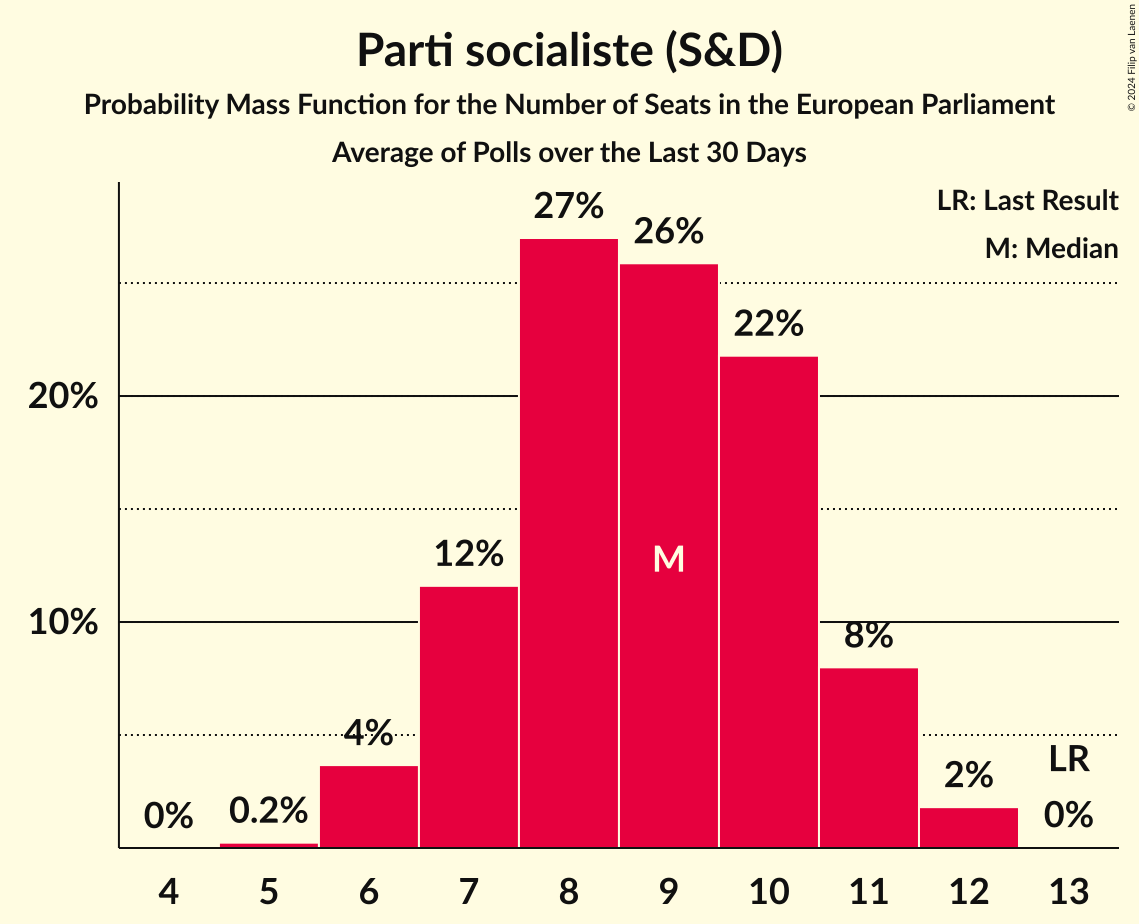 Parti socialiste (S&D)
Probability Mass Function for the Number of Seats in the European Parliament
Average of Polls over the Last 30 Days
© 2024 Filip van Laenen
LR: Last Result
M: Median
27%
26%
22%
20%
12%
M
10%
8%
4%
LR
2%
0%
0.2%
0%
4 5 6 7 8 9 10 11 12 13